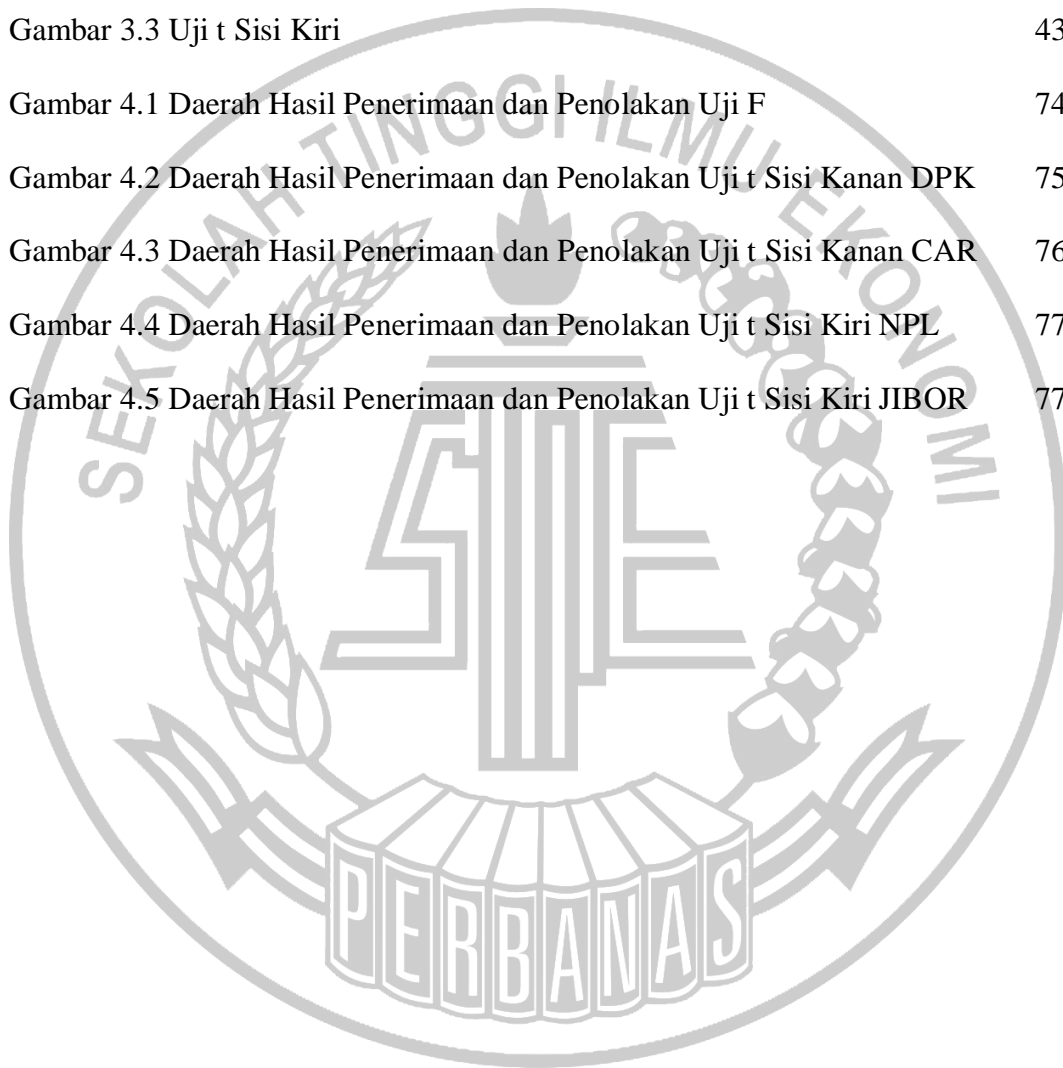 Gambar 3.3 Uji t Sisi Kiri 43
Gambar 4.1 Daerah Hasil Penerimaan dan Penolakan Uji F 74
Gambar 4.2 Daerah Hasil Penerimaan dan Penolakan Uji t Sisi Kanan DPK 75
Gambar 4.3 Daerah Hasil Penerimaan dan Penolakan Uji t Sisi Kanan CAR 76
Gambar 4.4 Daerah Hasil Penerimaan dan Penolakan Uji t Sisi Kiri NPL 77
Gambar 4.5 Daerah Hasil Penerimaan dan Penolakan Uji t Sisi Kiri JIBOR 77
SEKOLAH TINGGI ILMU EKONOMI
STIE
PERBANAS